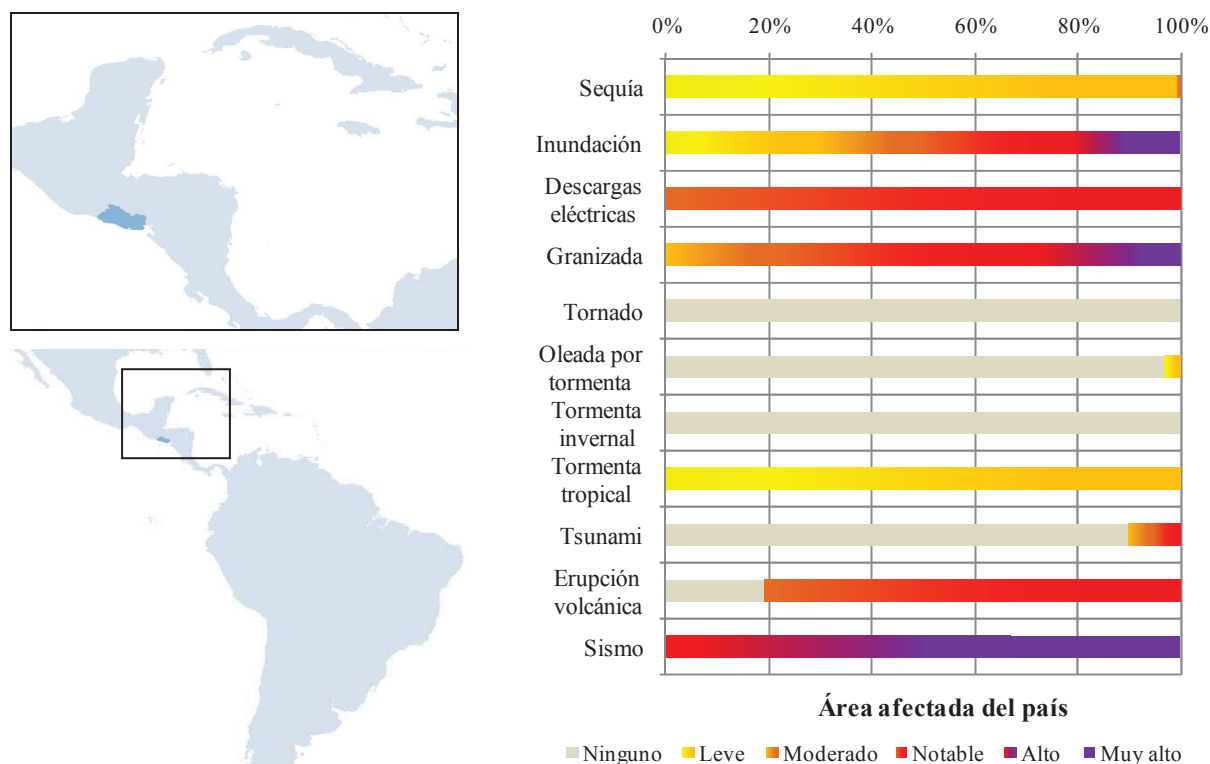 0% 20% 40% 60% 80% 100%
Sequía
Inundación
Descargas
eléctricas
Granizada
Tornado
Oleada por
tormenta
Tormenta
invernal
Tormenta
tropical
Tsunami
Erupción
volcánica
Sismo
Área afectada del país
Ninguno Leve Moderado Notable Alto Muy alto